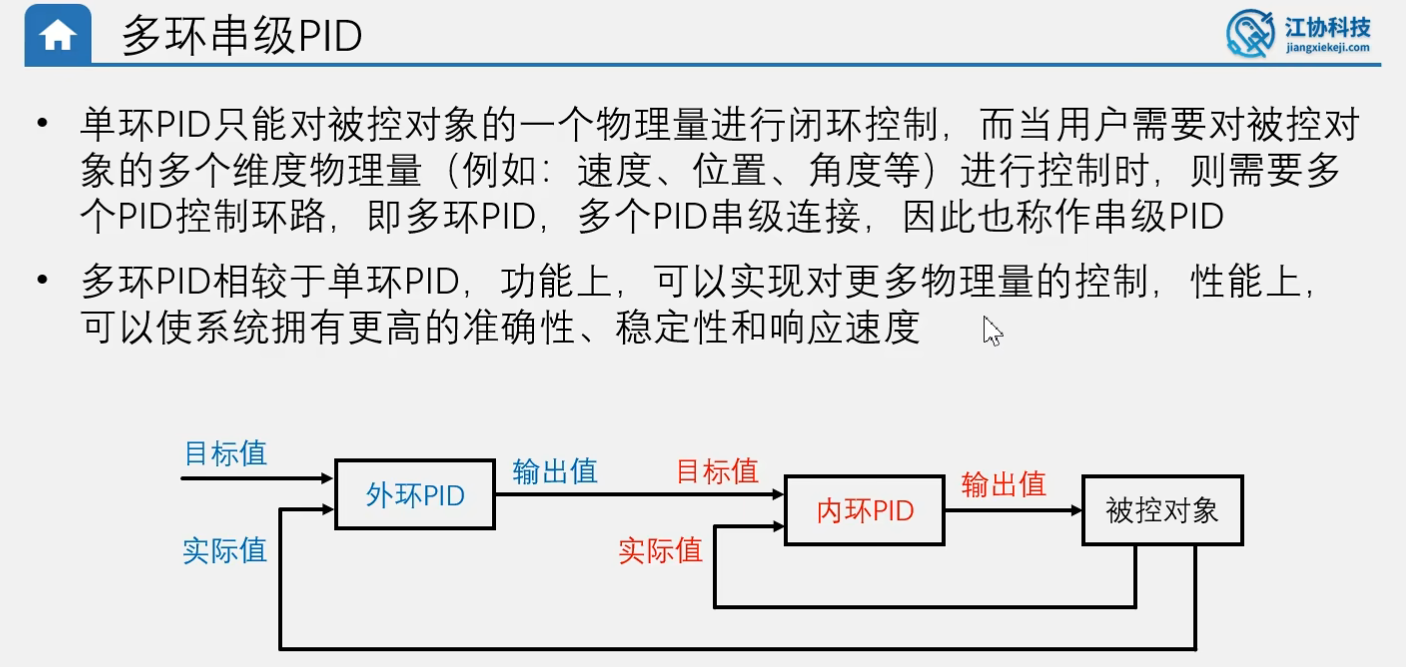 多环串级PID
江协科技
jiangxiekeji.com
• 单环PID只能对被控对象的一个物理量进行闭环控制，而当用户需要对被控对
象的多个维度物理量（例如：速度、位置、角度等）进行控制时，则需要多
个PID控制环路，即多环PID，多个PID串级连接，因此也称作串级PID
• 多环PID相较于单环PID，功能上，可以实现对更多物理量的控制，性能上，
可以使系统拥有更高的准确性、稳定性和响应速度
目标值
外环PID
输出值
目标值
内环PID
输出值
被控对象
实际值
实际值